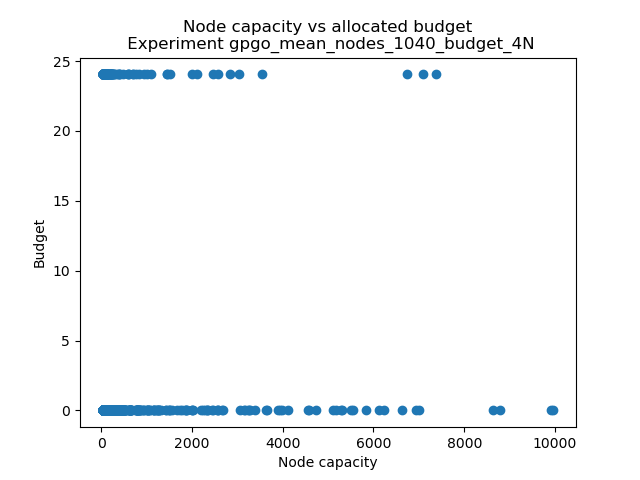 Node capacity vs allocated budget
Experiment gpgo_mean_nodes_1040_budget_4N
25
20
15
10
5
0
Budget
0 2000 4000 6000 8000 10000
Node capacity